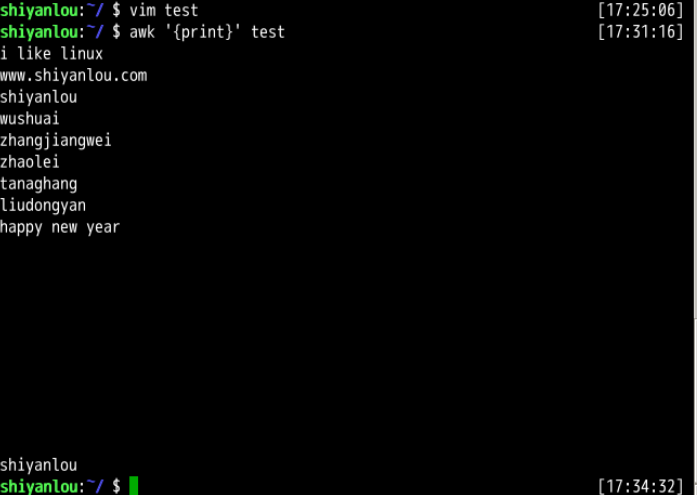 shiyanlou:~/ $ vim test [17:25:06]
shiyanlou:~/ $ awk '{print}' test [17:31:16]
i like linux
www.shiyanlou.com
shiyanlou
wushuai
zhangjiangwei
zhaolei
tanaghang
liudongyan
happy new year
shiyanlou
shiyanlou:~/ $ [17:34:32]